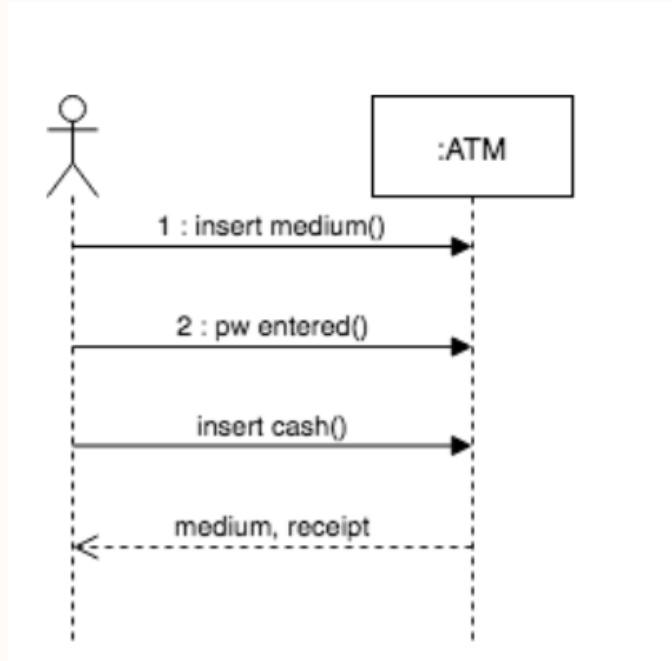 :ATM
1 : insert medium()
2 : pw entered()
insert cash()
medium, receipt